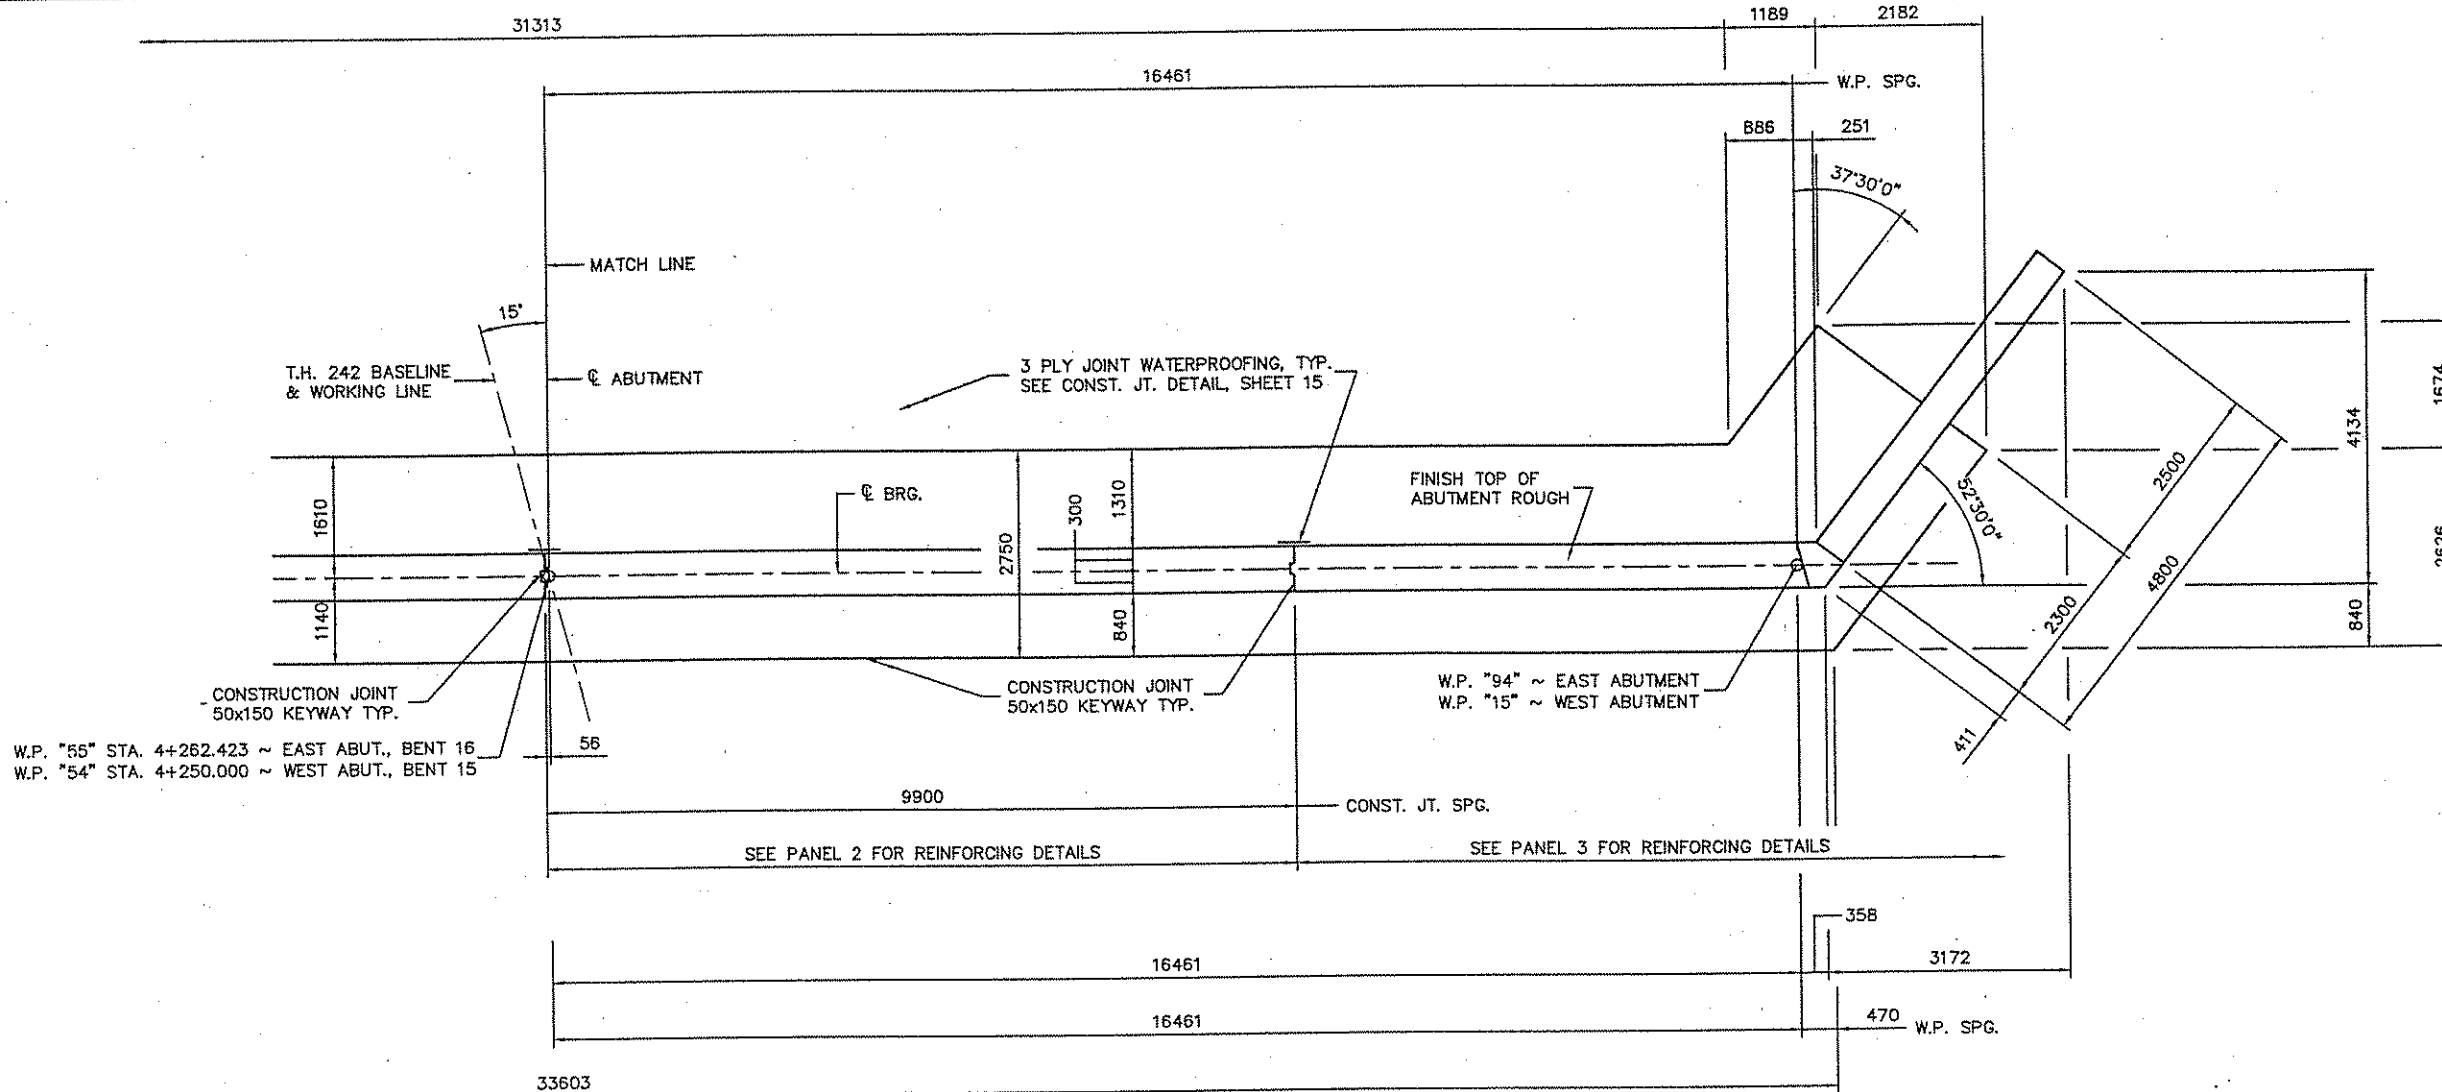 31313
1189
2182
16461
W.P. SPG.
886
251
37°30'0"
MATCH LINE
15°
T.H. 242 BASELINE
& WORKING LINE
℄ ABUTMENT
3 PLY JOINT WATERPROOFING, TYP.
SEE CONST. JT. DETAIL, SHEET 15
1674
4134
2500
℄ BRG.
FINISH TOP OF
ABUTMENT ROUGH
52°30'0"
1610
300
1310
2750
2626
4800
2300
1140
840
840
CONSTRUCTION JOINT
50x150 KEYWAY TYP.
CONSTRUCTION JOINT
50x150 KEYWAY TYP.
W.P. "94" ~ EAST ABUTMENT
W.P. "15" ~ WEST ABUTMENT
411
W.P. "55" STA. 4+262.423 ~ EAST ABUT., BENT 16
W.P. "54" STA. 4+250.000 ~ WEST ABUT., BENT 15
56
9900
CONST. JT. SPG.
SEE PANEL 2 FOR REINFORCING DETAILS
SEE PANEL 3 FOR REINFORCING DETAILS
358
16461
3172
16461
470
W.P. SPG.
33603